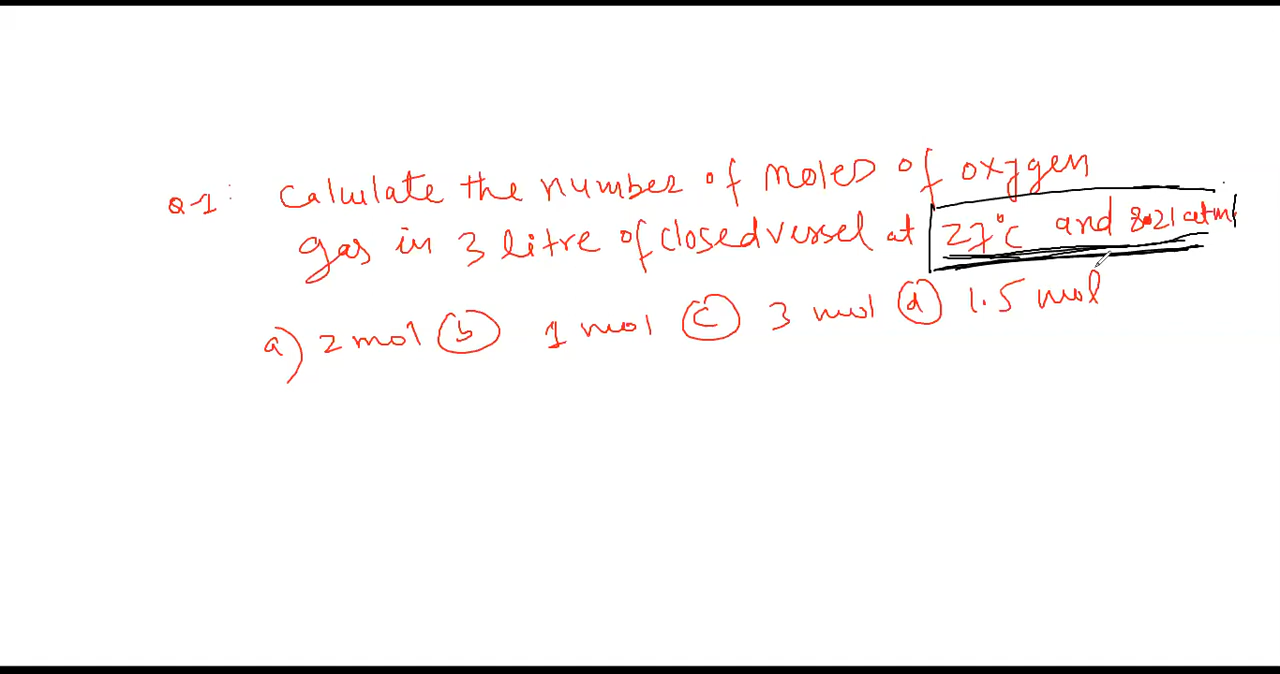 Q-1: Calculate the number of moles of oxygen
gas in 3 litre of closed vessel at 27°C and 8.21 atm
a) 2 mol (b) 1 mol (c) 3 mol (d) 1.5 mol